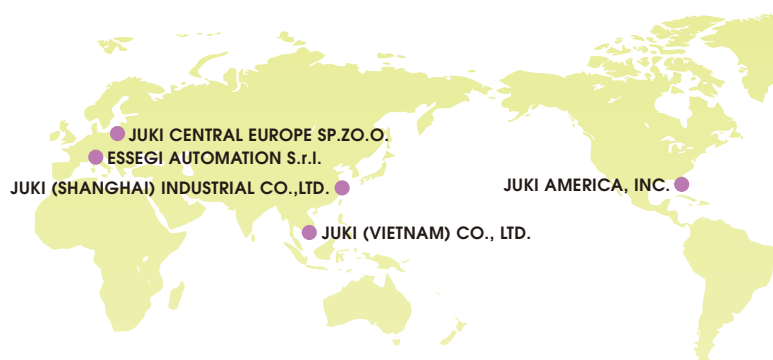 JUKI CENTRAL EUROPE SP.ZO.O.
ESSEGI AUTOMATION S.r.l.
JUKI (SHANGHAI) INDUSTRIAL CO.,LTD.
JUKI AMERICA, INC.
JUKI (VIETNAM) CO., LTD.